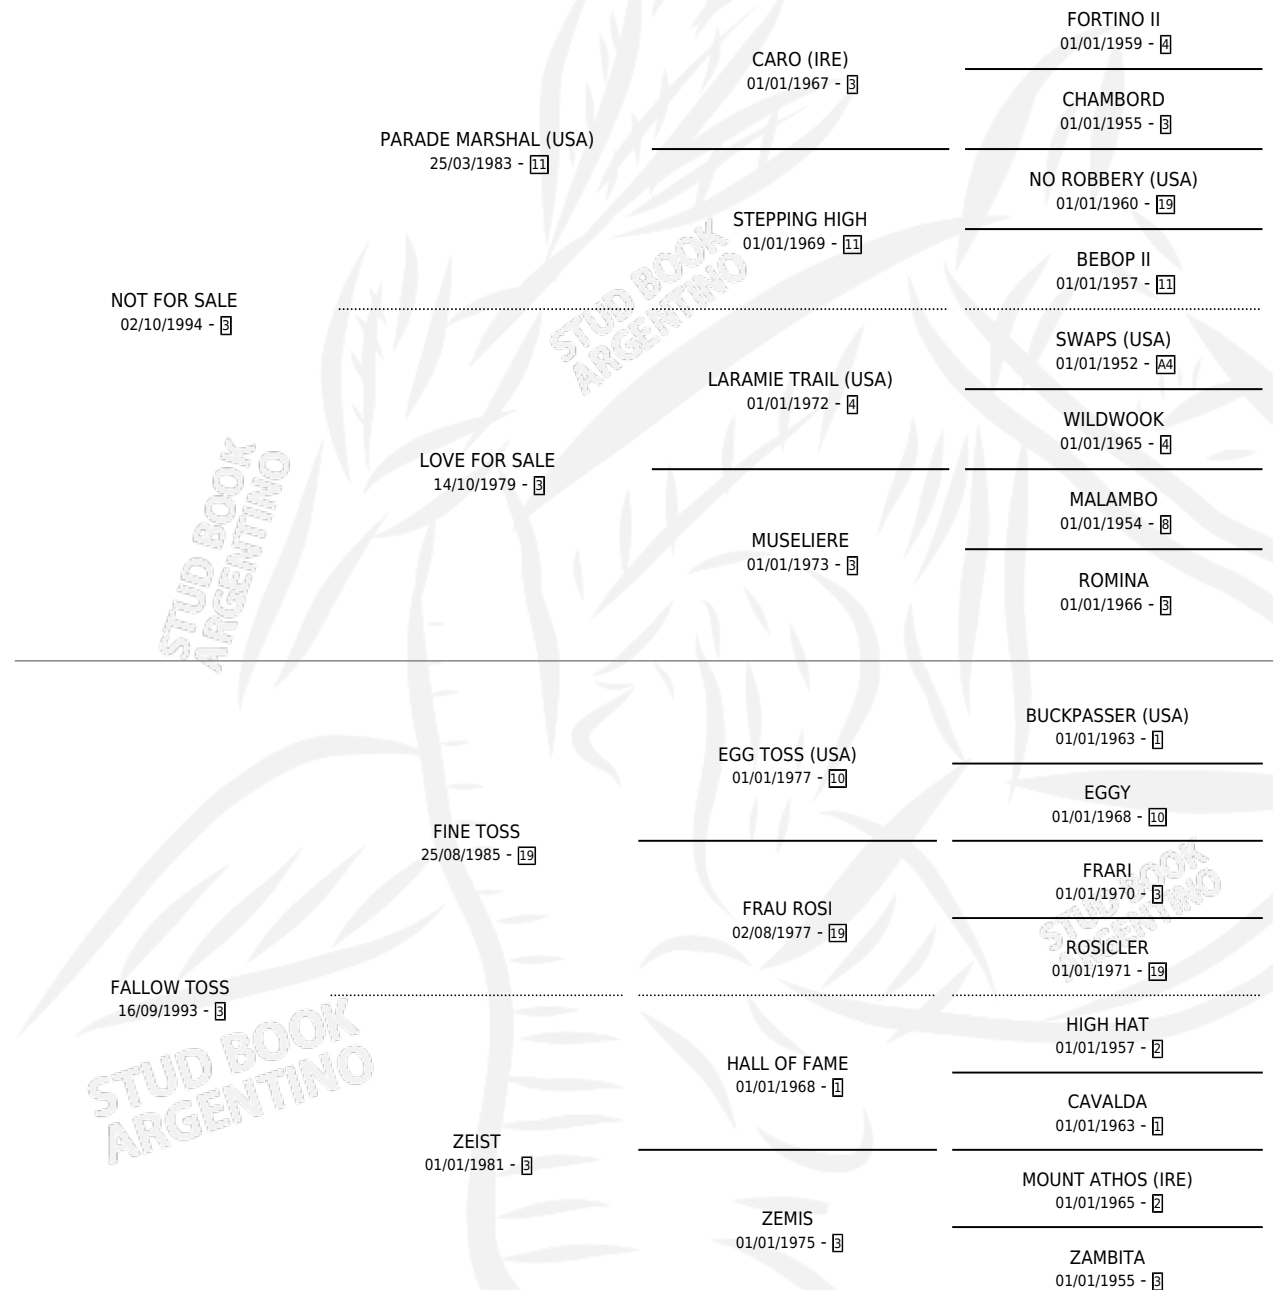 FORTINO II
01/01/1959 - 4
CARO (IRE)
01/01/1967 - 3
CHAMBORD
01/01/1955 - 3
PARADE MARSHAL (USA)
25/03/1983 - 11
NO ROBBERY (USA)
01/01/1960 - 19
STEPPING HIGH
01/01/1969 - 11
BEBOP II
01/01/1957 - 11
NOT FOR SALE
02/10/1994 - 3
STUD BOOK
ARGENTINO
SWAPS (USA)
01/01/1952 - A4
LARAMIE TRAIL (USA)
01/01/1972 - 4
WILDWOOK
01/01/1965 - 4
LOVE FOR SALE
14/10/1979 - 3
MALAMBO
01/01/1954 - 8
MUSELIERE
01/01/1973 - 3
ROMINA
01/01/1966 - 3
STUD BOOK
ARGENTINO
BUCKPASSER (USA)
01/01/1963 - 1
EGG TOSS (USA)
01/01/1977 - 10
EGGY
01/01/1968 - 10
FINE TOSS
25/08/1985 - 19
FRARI
01/01/1970 - 3
FRAU ROSI
02/08/1977 - 19
STUD BOOK
ARGENTINO
ROSICLER
01/01/1971 - 19
FALLOW TOSS
16/09/1993 - 3
STUD BOOK
ARGENTINO
HIGH HAT
01/01/1957 - 2
HALL OF FAME
01/01/1968 - 1
CAVALDA
01/01/1963 - 1
ZEIST
01/01/1981 - 3
MOUNT ATHOS (IRE)
01/01/1965 - 2
ZEMIS
01/01/1975 - 3
ZAMBITA
01/01/1955 - 3